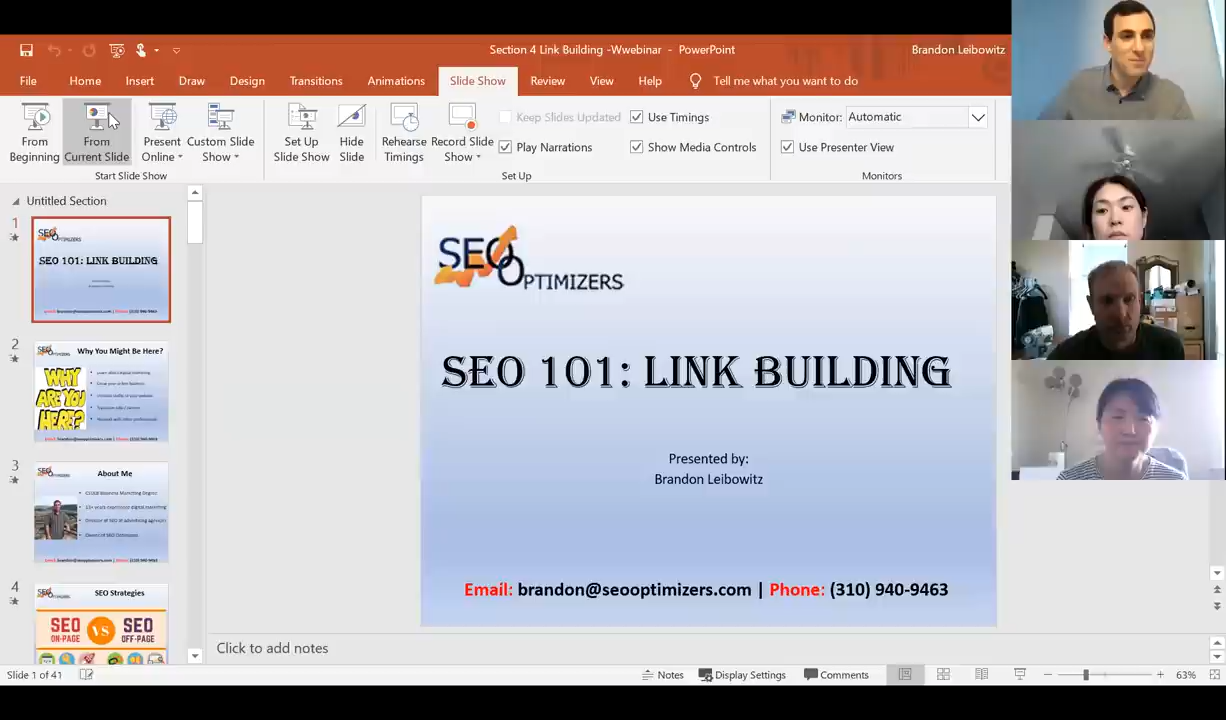 Section 4 Link Building -Wwebinar - PowerPoint
Brandon Leibowitz
File
Home
Insert
Draw
Design
Transitions
Animations
Slide Show
Review
View
Help
Tell me what you want to do
From
Beginning
From
Current Slide
Present
Online
Custom Slide
Show
Start Slide Show
Set Up
Slide Show
Hide
Slide
Rehearse
Timings
Record Slide
Show
Keep Slides Updated
Use Timings
Play Narrations
Show Media Controls
Set Up
Monitor:
Automatic
Use Presenter View
Monitors
Untitled Section
1
SEO OPTIMIZERS
SEO 101: LINK BUILDING
2
Why You Might Be Here?
WHY
ARE YOU
HERE?
3
About Me
4
SEO Strategies
SEO
ON-PAGE
VS
SEO
OFF-PAGE
SEO
OPTIMIZERS
SEO 101: LINK BUILDING
Presented by:
Brandon Leibowitz
Email: brandon@seooptimizers.com | Phone: (310) 940-9463
Click to add notes
Slide 1 of 41
Notes
Display Settings
Comments
63%